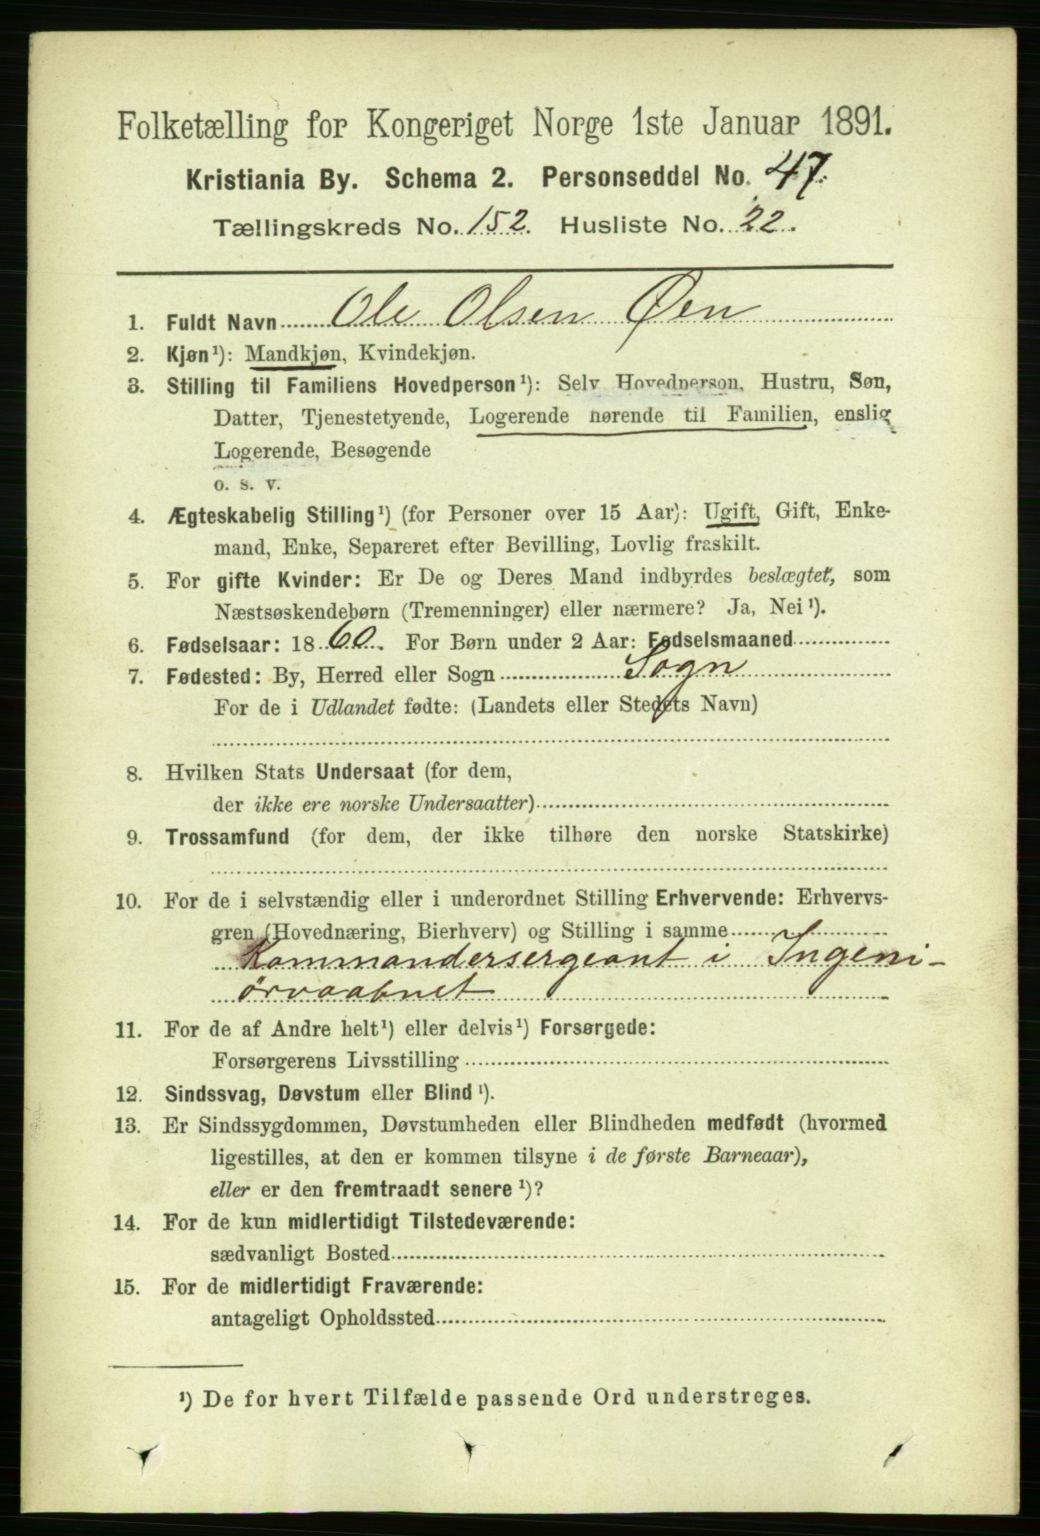 Folketælling for Kongeriget Norge 1ste Januar 1891.
Kristiania By. Schema 2. Personseddel No. 47.
Tællingskreds No. 152. Husliste No. 22.
1. Fuldt Navn Ole Olsen Øen
2. Kjøn¹): Mandkjøn, Kvindekjøn.
3. Stilling til Familiens Hovedperson¹): Selv Hovedperson, Hustru, Søn,
Datter, Tjenestetyende, Logerende hørende til Familien, enslig
Logerende, Besøgende
o. s. v.
4. Ægteskabelig Stilling¹) (for Personer over 15 Aar): Ugift, Gift, Enke-
mand, Enke, Separeret efter Bevilling, Lovlig fraskilt.
5. For gifte Kvinder: Er De og Deres Mand indbyrdes beslægtet, som
Næstsøskendebørn (Tremenninger) eller nærmere? Ja, Nei¹).
6. Fødselsaar: 1860. For Børn under 2 Aar: Fødselsmaaned
7. Fødested: By, Herred eller Sogn Sogn
For de i Udlandet fødte: (Landets eller Stedets Navn)
8. Hvilken Stats Undersaat (for dem,
der ikke ere norske Undersaatter)
9. Trossamfund (for dem, der ikke tilhøre den norske Statskirke)
10. For de i selvstændig eller i underordnet Stilling Erhvervende: Erhvervs-
gren (Hovednæring, Bierhverv) og Stilling i samme
Kommandersergeant i Ingeni-
ørvaabnet
11. For de af Andre helt¹) eller delvis¹) Forsørgede:
Forsørgerens Livsstilling
12. Sindssvag, Døvstum eller Blind¹).
13. Er Sindssygdommen, Døvstumheden eller Blindheden medfødt (hvormed
ligestilles, at den er kommen tilsyne i de første Barneaar),
eller er den fremtraadt senere¹)?
14. For de kun midlertidigt Tilstedeværende:
sædvanligt Bosted
15. For de midlertidigt Fraværende:
antageligt Opholdssted
¹) De for hvert Tilfælde passende Ord understreges.